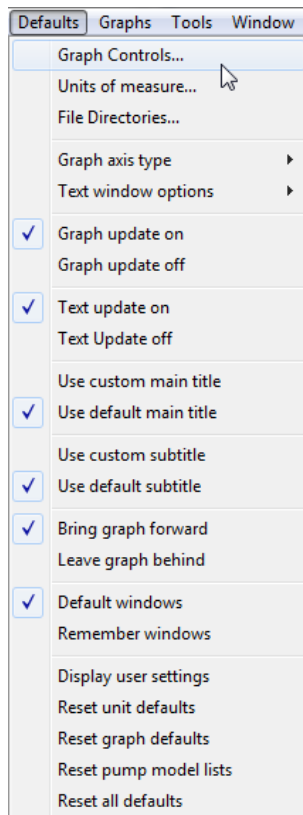 Defaults Graphs Tools Window
Graph Controls...
Units of measure...
File Directories...
Graph axis type
Text window options
Graph update on
Graph update off
Text update on
Text Update off
Use custom main title
Use default main title
Use custom subtitle
Use default subtitle
Bring graph forward
Leave graph behind
Default windows
Remember windows
Display user settings
Reset unit defaults
Reset graph defaults
Reset pump model lists
Reset all defaults